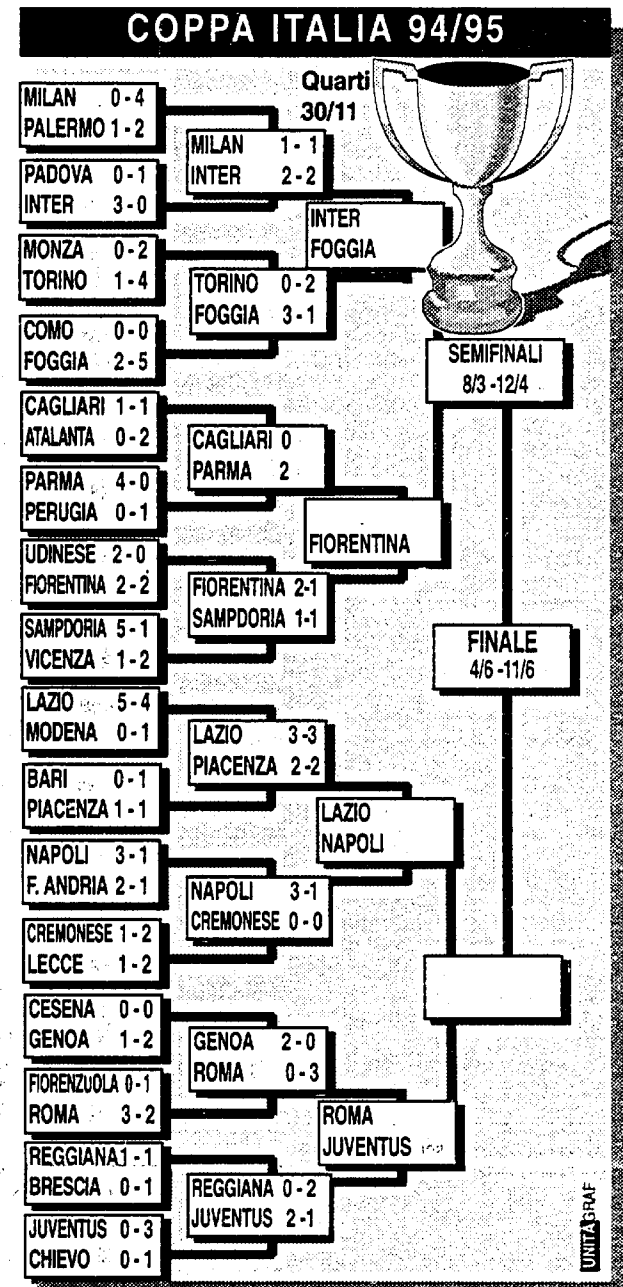 COPPA ITALIA 94/95
Quarti
30/11
MILAN 0-4
PALERMO 1-2
PADOVA 0-1
INTER 3-0
MONZA 0-2
TORINO 1-4
COMO 0-0
FOGGIA 2-5
CAGLIARI 1-1
ATALANTA 0-2
PARMA 4-0
PERUGIA 0-1
UDINESE 2-0
FIORENTINA 2-2
SAMPDORIA 5-1
VICENZA 1-2
LAZIO 5-4
MODENA 0-1
BARI 0-1
PIACENZA 1-1
NAPOLI 3-1
F. ANDRIA 2-1
CREMONESE 1-2
LECCE 1-2
CESENA 0-0
GENOA 1-2
FIORENZUOLA 0-1
ROMA 3-2
REGGIANA 1-1
BRESCIA 0-1
JUVENTUS 0-3
CHIEVO 0-1
MILAN 1-1
INTER 2-2
TORINO 0-2
FOGGIA 3-1
CAGLIARI 0
PARMA 2
FIORENTINA 2-1
SAMPDORIA 1-1
LAZIO 3-3
PIACENZA 2-2
NAPOLI 3-1
CREMONESE 0-0
GENOA 2-0
ROMA 0-3
REGGIANA 0-2
JUVENTUS 2-1
INTER
FOGGIA
FIORENTINA
LAZIO
NAPOLI
ROMA
JUVENTUS
SEMIFINALI
8/3-12/4
FINALE
4/6-11/6
UNITÀGRAF